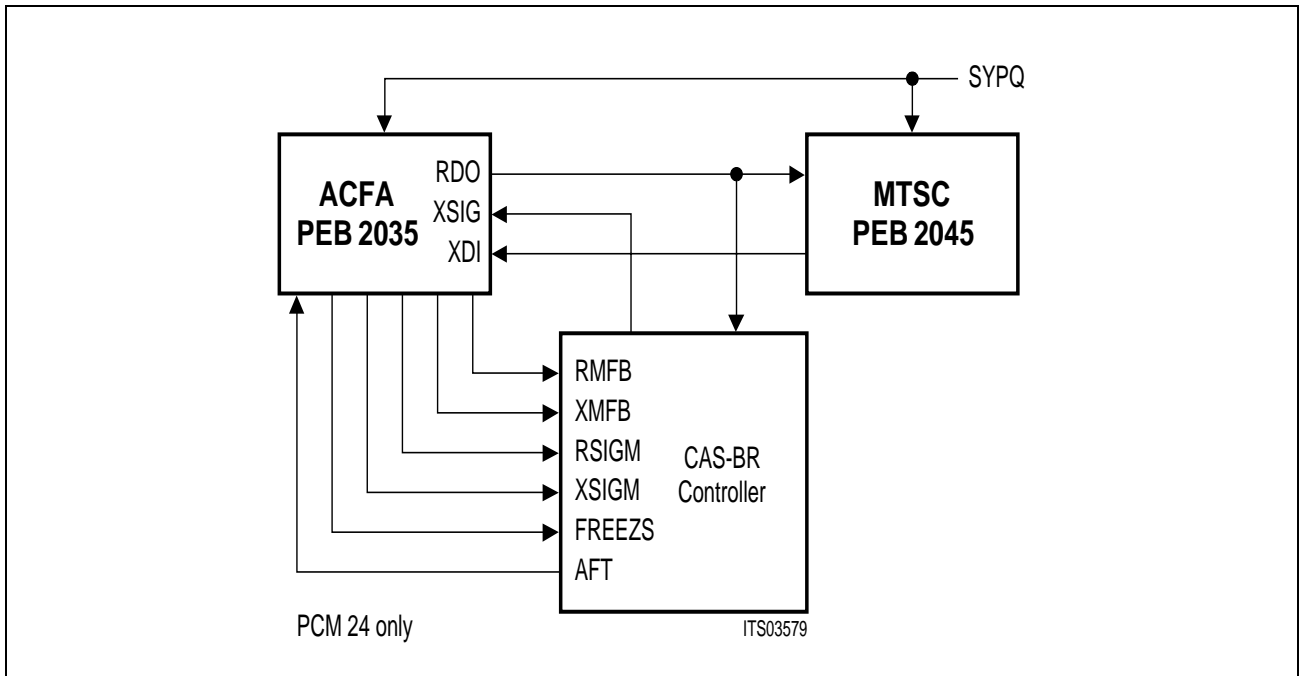 SYPQ
ACFA
PEB 2035
RDO
XSIG
XDI
MTSC
PEB 2045
RMFB
XMFB
RSIGM
XSIGM
FREEZS
AFT
CAS-BR
Controller
PCM 24 only
ITS03579